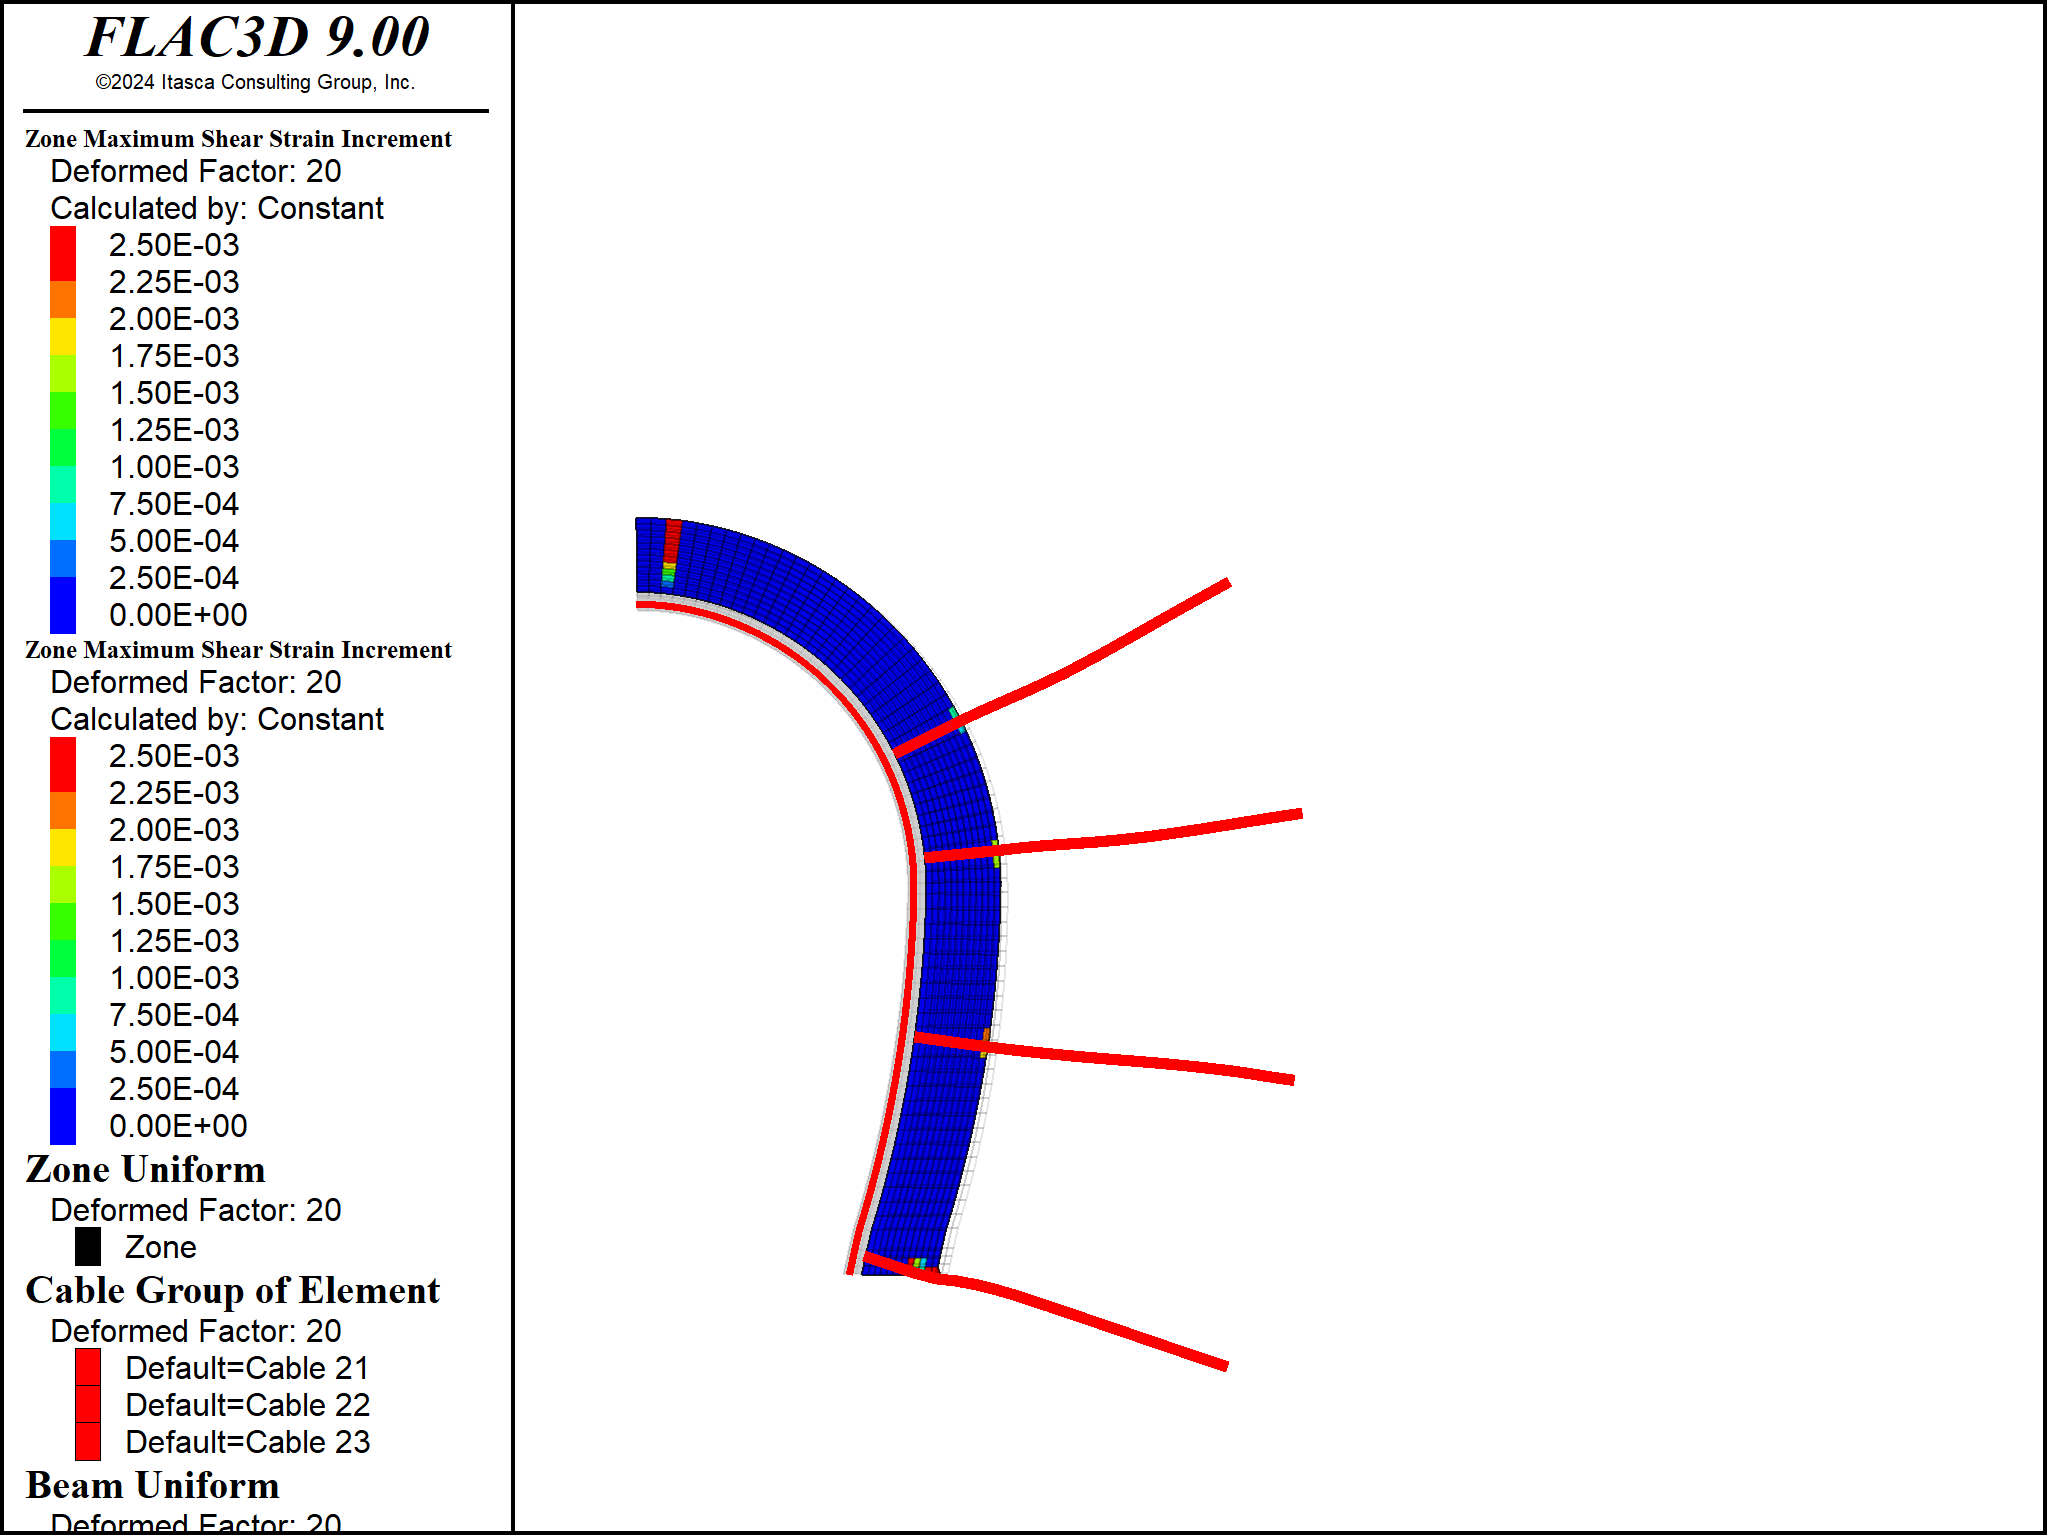 FLAC3D 9.00
©2024 Itasca Consulting Group, Inc.
Zone Maximum Shear Strain Increment
Deformed Factor: 20
Calculated by: Constant
2.50E-03
2.25E-03
2.00E-03
1.75E-03
1.50E-03
1.25E-03
1.00E-03
7.50E-04
5.00E-04
2.50E-04
0.00E+00
Zone Maximum Shear Strain Increment
Deformed Factor: 20
Calculated by: Constant
2.50E-03
2.25E-03
2.00E-03
1.75E-03
1.50E-03
1.25E-03
1.00E-03
7.50E-04
5.00E-04
2.50E-04
0.00E+00
Zone Uniform
Deformed Factor: 20
Zone
Cable Group of Element
Deformed Factor: 20
Default=Cable 21
Default=Cable 22
Default=Cable 23
Beam Uniform
Deformed Factor: 20